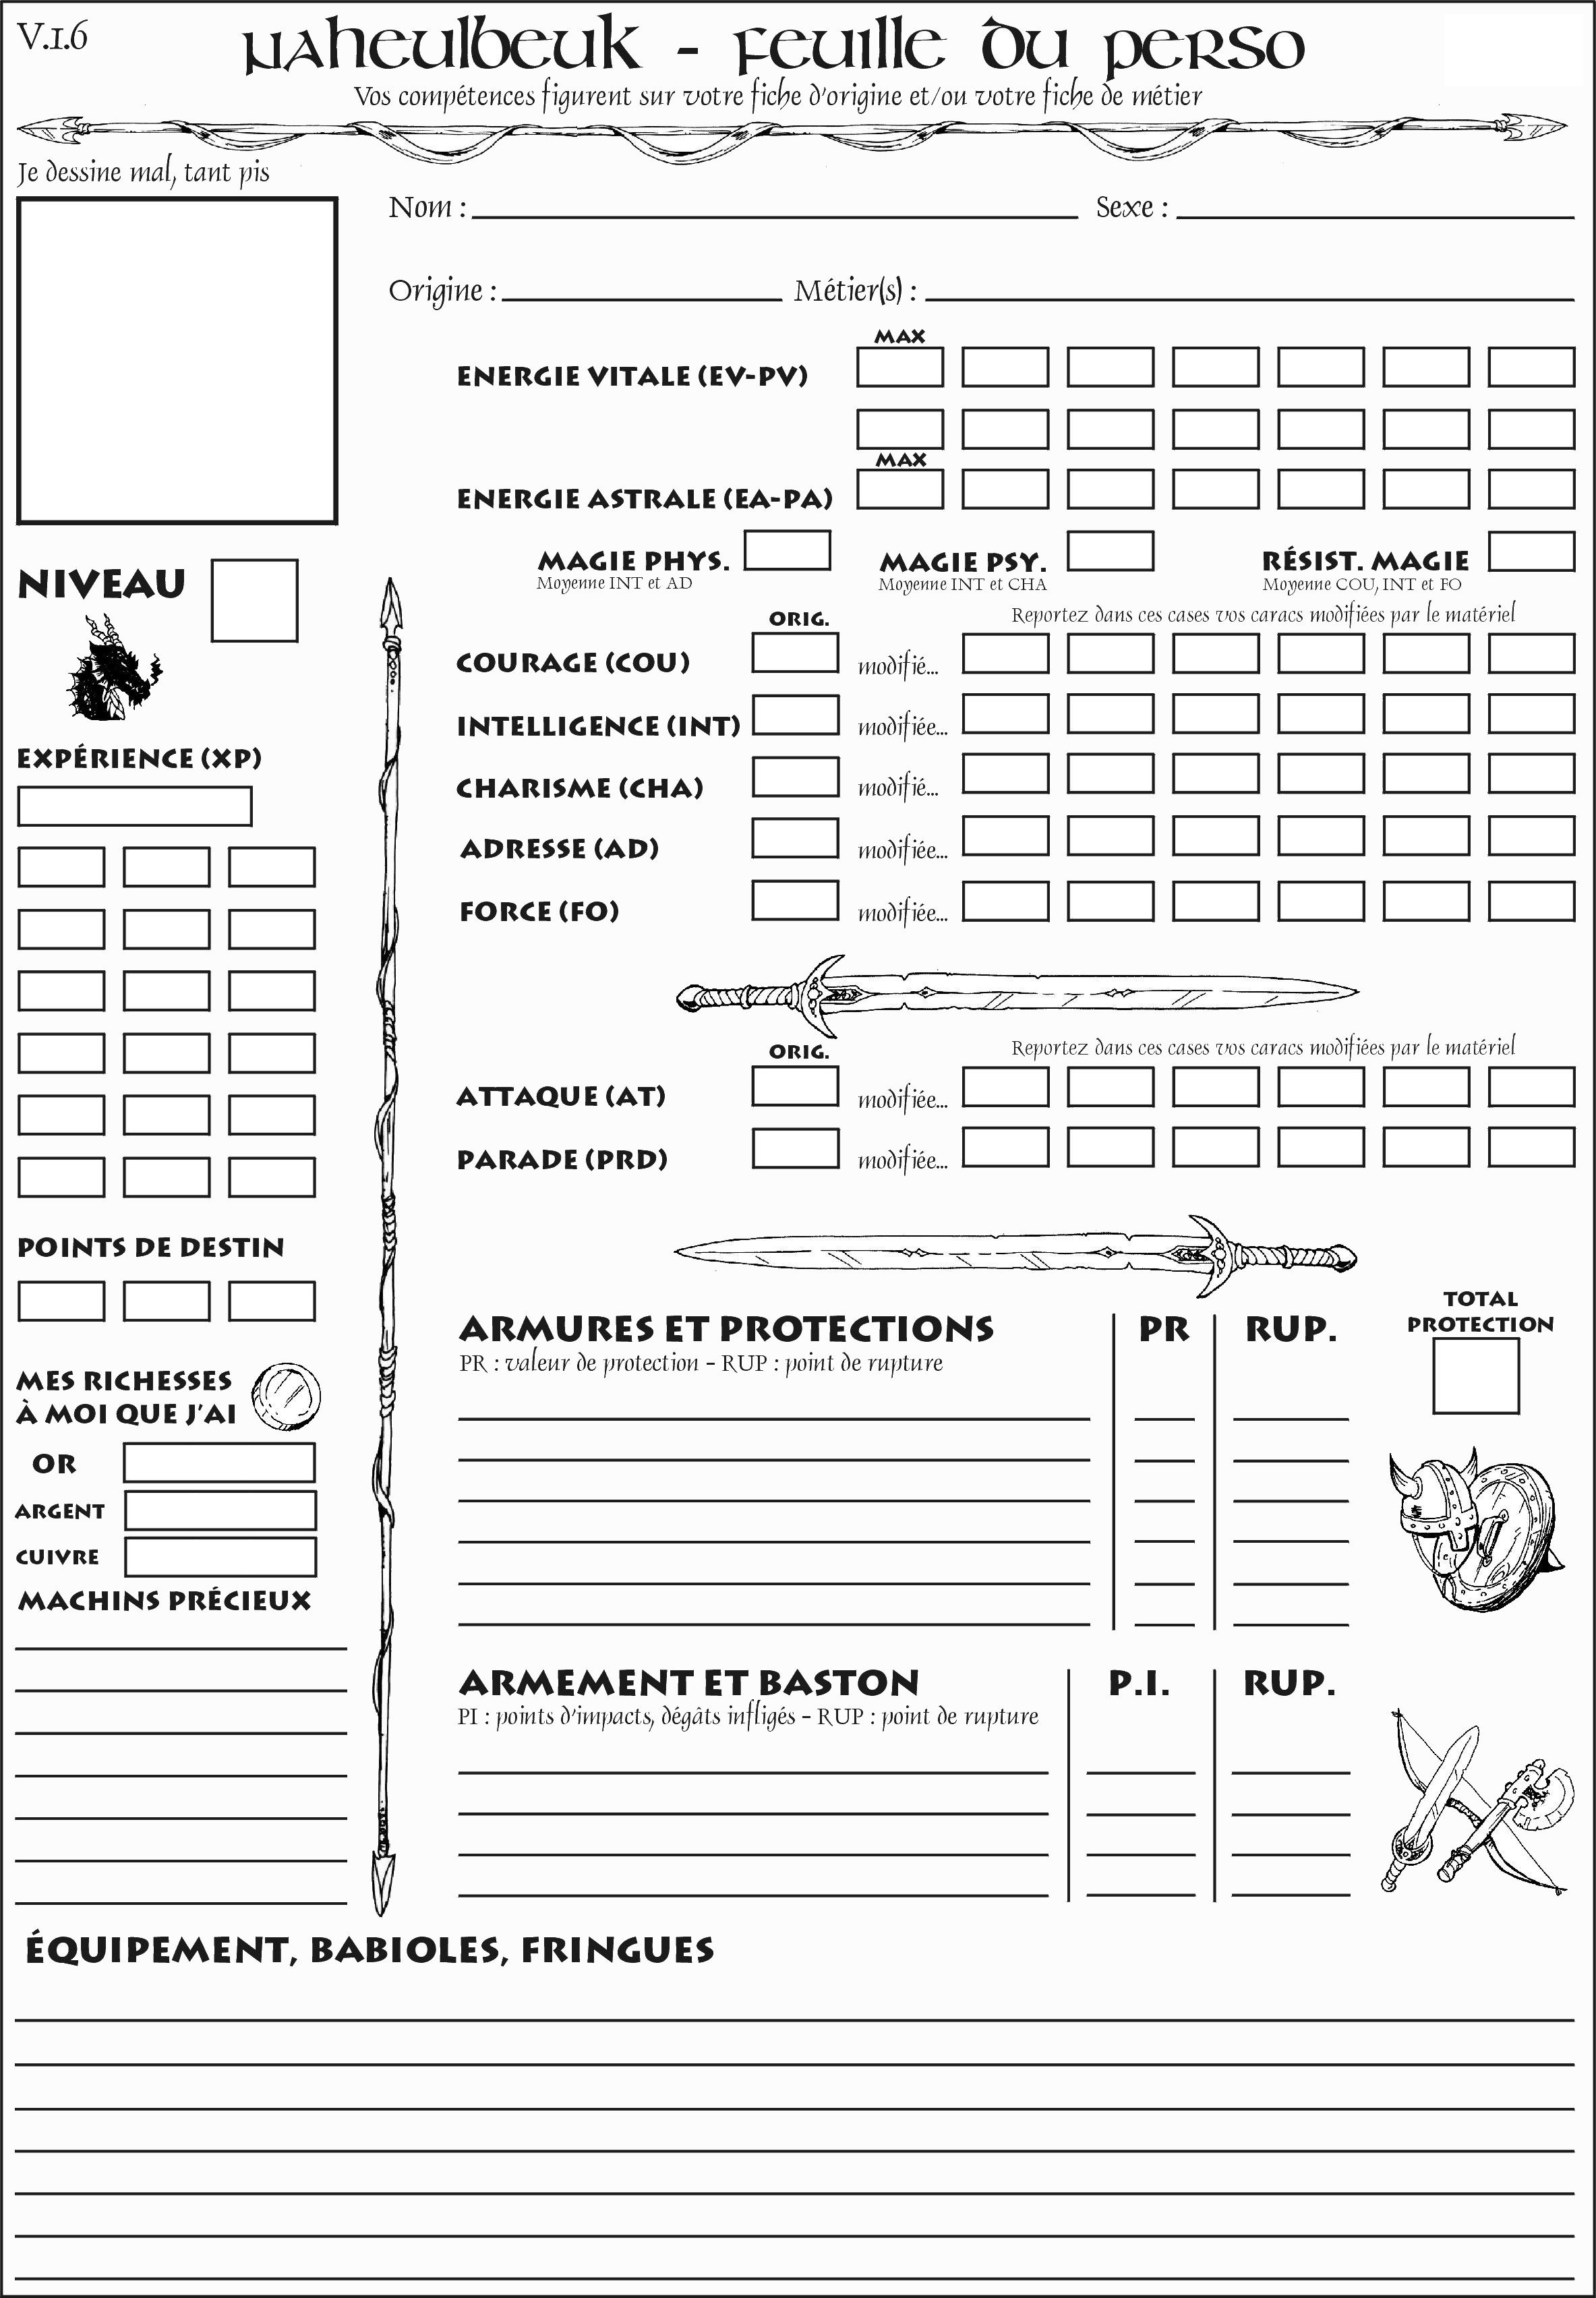 V.1.6
Naheulbeuk - Feuille du perso
Vos compétences figurent sur votre fiche d'origine et/ou votre fiche de métier
Je dessine mal, tant pis
Nom : Sexe :
Origine : Métier(s) :
MAX
ENERGIE VITALE (EV-PV)
MAX
ENERGIE ASTRALE (EA-PA)
MAGIE PHYS. MAGIE PSY. RÉSIST. MAGIE
Moyenne INT et AD Moyenne INT et CHA Moyenne COU, INT et FO
NIVEAU
ORIG. Reportez dans ces cases vos caracs modifiées par le matériel
COURAGE (COU) modifié...
INTELLIGENCE (INT) modifiée...
CHARISME (CHA) modifié...
ADRESSE (AD) modifiée...
FORCE (FO) modifiée...
EXPÉRIENCE (XP)
ORIG. Reportez dans ces cases vos caracs modifiées par le matériel
ATTAQUE (AT) modifiée...
PARADE (PRD) modifiée...
POINTS DE DESTIN
MES RICHESSES
À MOI QUE J'AI
OR
ARGENT
CUIVRE
MACHINS PRÉCIEUX
ARMURES ET PROTECTIONS PR RUP.
PR : valeur de protection - RUP : point de rupture
TOTAL
PROTECTION
ARMEMENT ET BASTON P.I. RUP.
PI : points d'impacts, dégâts infligés - RUP : point de rupture
ÉQUIPEMENT, BABIOLES, FRINGUES